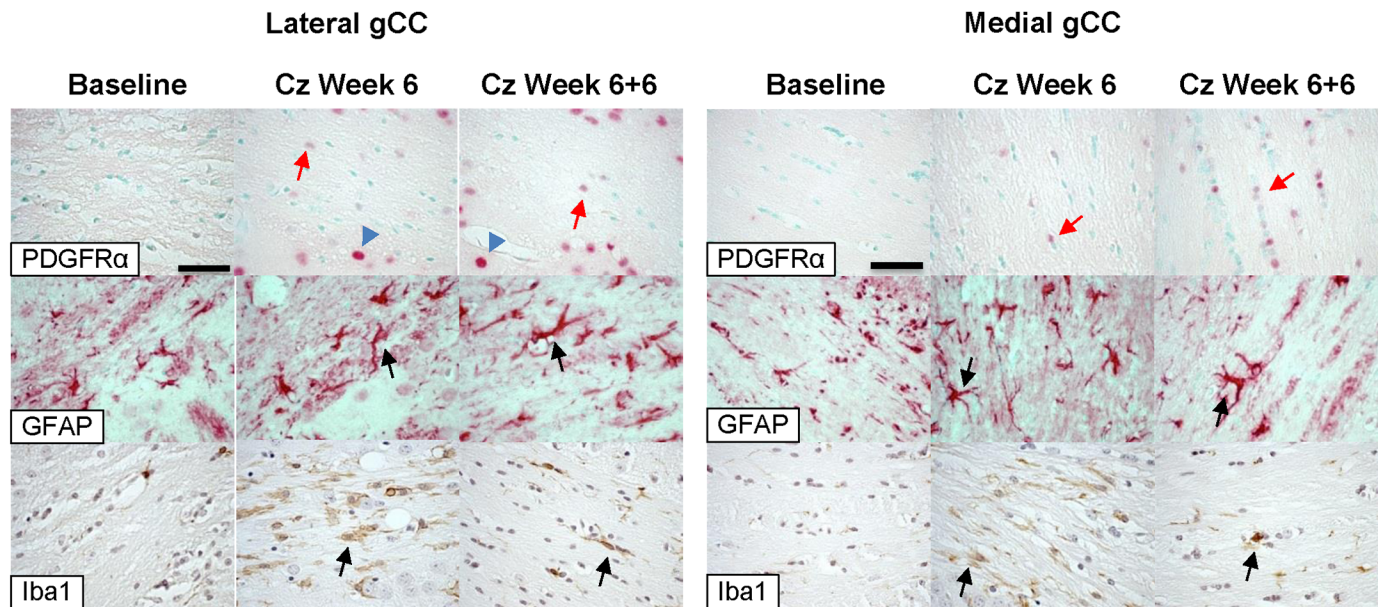 Lateral gCC
Medial gCC
Baseline
Cz Week 6
Cz Week 6+6
Baseline
Cz Week 6
Cz Week 6+6
PDGFRα
PDGFRα
GFAP
GFAP
Iba1
Iba1